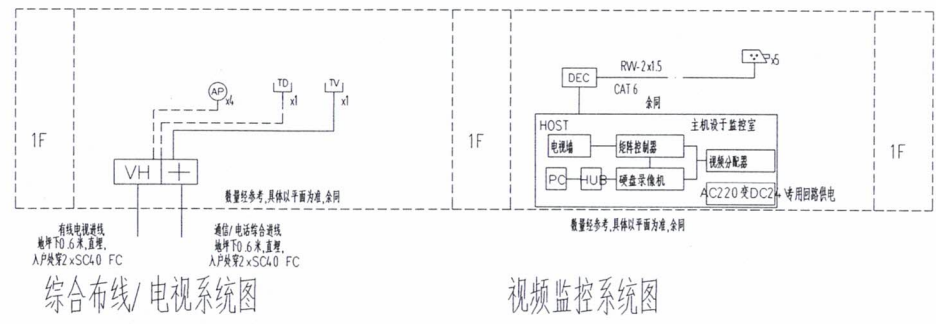 1F
AP
x4
TD
x1
TV
x1
VH
数量经参考,具体以平面为准,余同
有线电视进线
地坪下0.6米,直埋,
入户处穿2xSC40 FC
通信/电话综合进线
地坪下0.6米,直埋,
入户处穿2xSC40 FC
综合布线/电视系统图
1F
DEC
RVV-2x1.5
CAT 6
x5
余同
HOST
主机设于监控室
电视墙
矩阵控制器
视频分配器
PC
HUB
硬盘录像机
AC220变DC24V专用回路供电
数量经参考,具体以平面为准,余同
视频监控系统图
1F